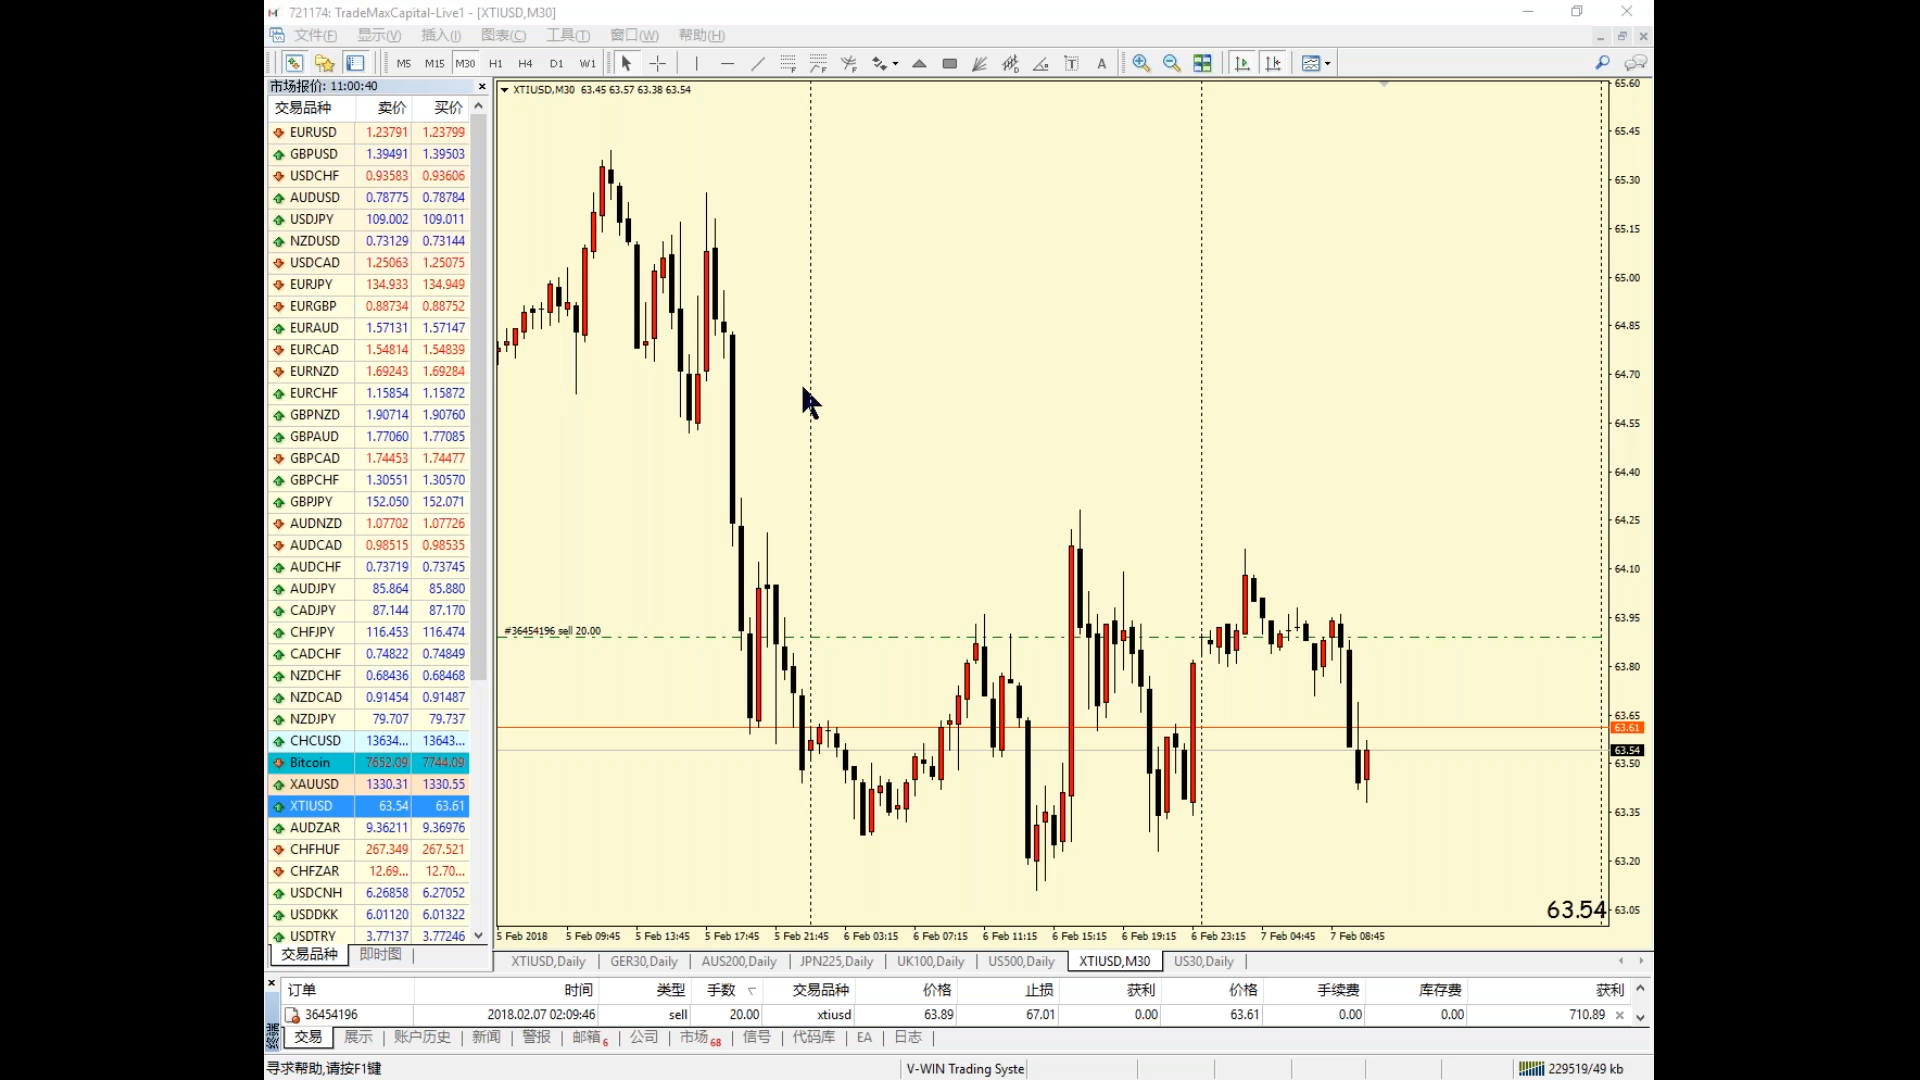 721174: TradeMaxCapital-Live1 - [XTIUSD,M30]
文件(F) 显示(V) 插入(I) 图表(C) 工具(T) 窗口(W) 帮助(H)
M5 M15 M30 H1 H4 D1 W1 T A
市场报价: 11:00:40
交易品种 卖价 买价
EURUSD 1.23791 1.23799
GBPUSD 1.39491 1.39503
USDCHF 0.93583 0.93606
AUDUSD 0.78775 0.78784
USDJPY 109.002 109.011
NZDUSD 0.73129 0.73144
USDCAD 1.25063 1.25075
EURJPY 134.933 134.949
EURGBP 0.88734 0.88752
EURAUD 1.57131 1.57147
EURCAD 1.54814 1.54839
EURNZD 1.69243 1.69284
EURCHF 1.15854 1.15872
GBPNZD 1.90714 1.90760
GBPAUD 1.77060 1.77085
GBPCAD 1.74453 1.74477
GBPCHF 1.30551 1.30570
GBPJPY 152.050 152.071
AUDNZD 1.07702 1.07726
AUDCAD 0.98515 0.98535
AUDCHF 0.73719 0.73745
AUDJPY 85.864 85.880
CADJPY 87.144 87.170
CHFJPY 116.453 116.474
CADCHF 0.74822 0.74849
NZDCHF 0.68436 0.68468
NZDCAD 0.91454 0.91487
NZDJPY 79.707 79.737
CHCUSD 13634... 13643...
Bitcoin 7652.09 7744.09
XAUUSD 1330.31 1330.55
XTIUSD 63.54 63.61
AUDZAR 9.36211 9.36976
CHFHUF 267.349 267.521
CHFZAR 12.69... 12.70...
USDCNH 6.26858 6.27052
USDDKK 6.01120 6.01322
USDTRY 3.77137 3.77246
交易品种 即时图
XTIUSD,M30 63.45 63.57 63.38 63.54
#36454196 sell 20.00
65.60
65.45
65.30
65.15
65.00
64.85
64.70
64.55
64.40
64.25
64.10
63.95
63.80
63.65
63.61
63.54
63.50
63.35
63.20
63.05
63.54
5 Feb 2018 5 Feb 09:45 5 Feb 13:45 5 Feb 17:45 5 Feb 21:45 6 Feb 03:15 6 Feb 07:15 6 Feb 11:15 6 Feb 15:15 6 Feb 19:15 6 Feb 23:15 7 Feb 04:45 7 Feb 08:45
XTIUSD,Daily GER30,Daily AUS200,Daily JPN225,Daily UK100,Daily US500,Daily XTIUSD,M30 US30,Daily
订单 时间 类型 手数 交易品种 价格 止损 获利 价格 手续费 库存费 获利
36454196 2018.02.07 02:09:46 sell 20.00 xtiusd 63.89 67.01 0.00 63.61 0.00 0.00 710.89
交易 展示 账户历史 新闻 警报 邮箱 6 公司 市场 68 信号 代码库 EA 日志
寻求帮助,请按F1键 V-WIN Trading Syste 229519/49 kb